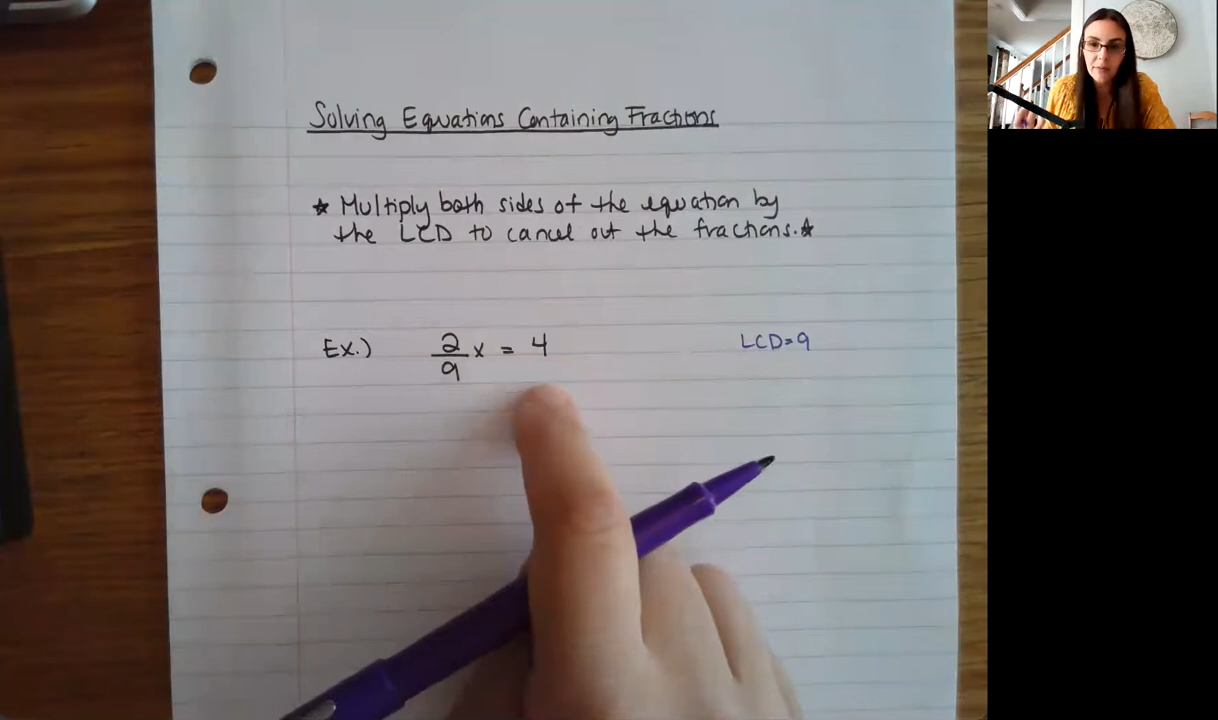 Solving Equations Containing Fractions
★ Multiply both sides of the equation by
the LCD to cancel out the fractions.★
Ex.) 2/9 x = 4 LCD=9